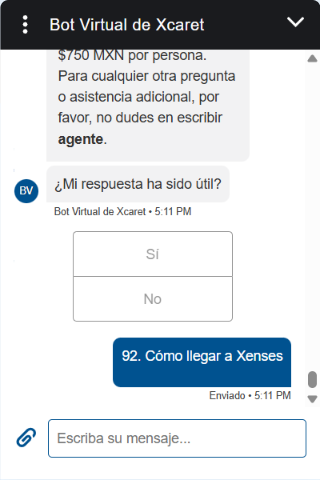 Bot Virtual de Xcaret
$750 MXN por persona.
Para cualquier otra pregunta
o asistencia adicional, por
favor, no dudes en escribir
agente.
¿Mi respuesta ha sido útil?
BV
Bot Virtual de Xcaret • 5:11 PM
Sí
No
92. Cómo llegar a Xenses
Enviado • 5:11 PM
Escriba su mensaje...